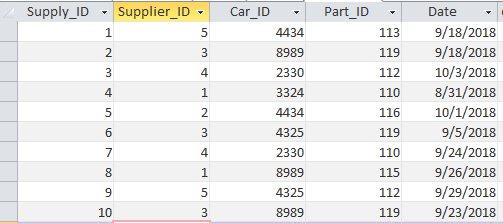 Supply_ID Supplier_ID Car_ID Part_ID Date
1 5 4434 113 9/18/2018
2 3 8989 119 9/18/2018
3 4 2330 112 10/3/2018
4 1 3324 110 8/31/2018
5 2 4434 116 10/1/2018
6 3 4325 119 9/5/2018
7 4 2330 110 9/24/2018
8 1 8989 115 9/26/2018
9 5 4325 112 9/29/2018
10 3 8989 119 9/23/2018